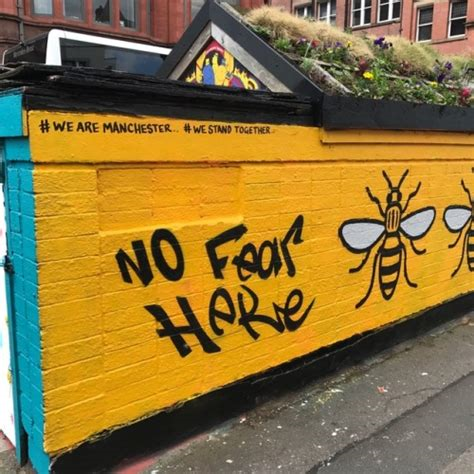 #WE ARE MANCHESTER.. #WE STAND TOGETHER..
NO FeaR
HeRe